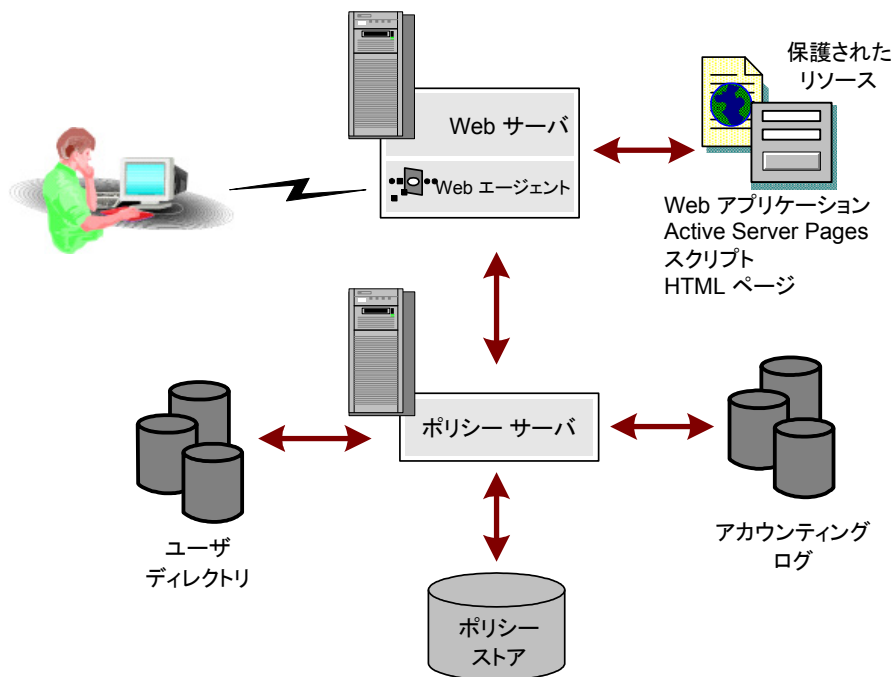 保護された
リソース
Web サーバ
Web エージェント
Web アプリケーション
Active Server Pages
スクリプト
HTML ページ
ポリシー サーバ
ユーザ
ディレクトリ
アカウンティング
ログ
ポリシー
ストア